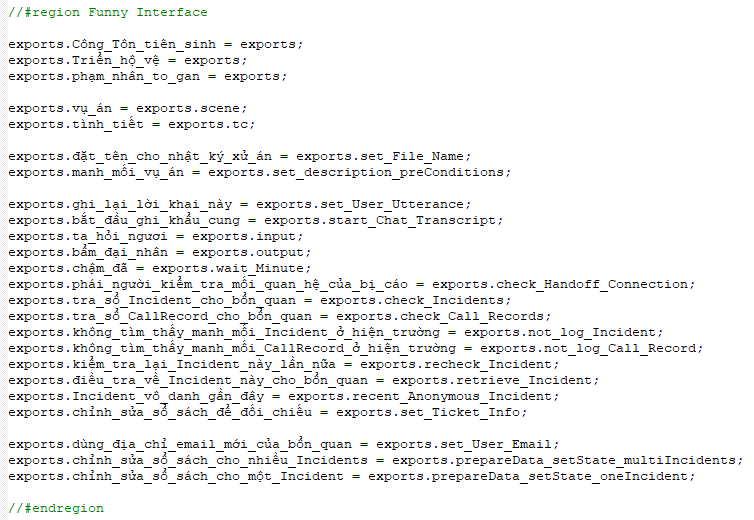 //#region Funny Interface
exports.Công_Tôn_tiên_sinh = exports;
exports.Triển_hộ_vệ = exports;
exports.phạm_nhân_to_gan = exports;
exports.vụ_án = exports.scene;
exports.tình_tiết = exports.tc;
exports.đặt_tên_cho_nhật_ký_xử_án = exports.set_File_Name;
exports.manh_mối_vụ_án = exports.set_description_preConditions;
exports.ghi_lại_lời_khai_này = exports.set_User_Utterance;
exports.bắt_đầu_ghi_khẩu_cung = exports.start_Chat_Transcript;
exports.ta_hỏi_ngươi = exports.input;
exports.bẩm_đại_nhân = exports.output;
exports.chậm_đã = exports.wait_Minute;
exports.phái_người_kiểm_tra_mối_quan_hệ_của_bị_cáo = exports.check_Handoff_Connection;
exports.tra_sổ_Incident_cho_bổn_quan = exports.check_Incidents;
exports.tra_sổ_CallRecord_cho_bổn_quan = exports.check_Call_Records;
exports.không_tìm_thấy_manh_mối_Incident_ở_hiện_trường = exports.not_log_Incident;
exports.không_tìm_thấy_manh_mối_CallRecord_ở_hiện_trường = exports.not_log_Call_Record;
exports.kiểm_tra_lại_Incident_này_lần_nữa = exports.recheck_Incident;
exports.điều_tra_về_Incident_này_cho_bổn_quan = exports.retrieve_Incident;
exports.Incident_vô_danh_gần_đây = exports.recent_Anonymous_Incident;
exports.chỉnh_sửa_sổ_sách_để_đối_chiếu = exports.set_Ticket_Info;
exports.dùng_địa_chỉ_email_mới_của_bổn_quan = exports.set_User_Email;
exports.chỉnh_sửa_sổ_sách_cho_nhiều_Incidents = exports.prepareData_setState_multiIncidents;
exports.chỉnh_sửa_sổ_sách_cho_một_Incident = exports.prepareData_setState_oneIncident;
//#endregion